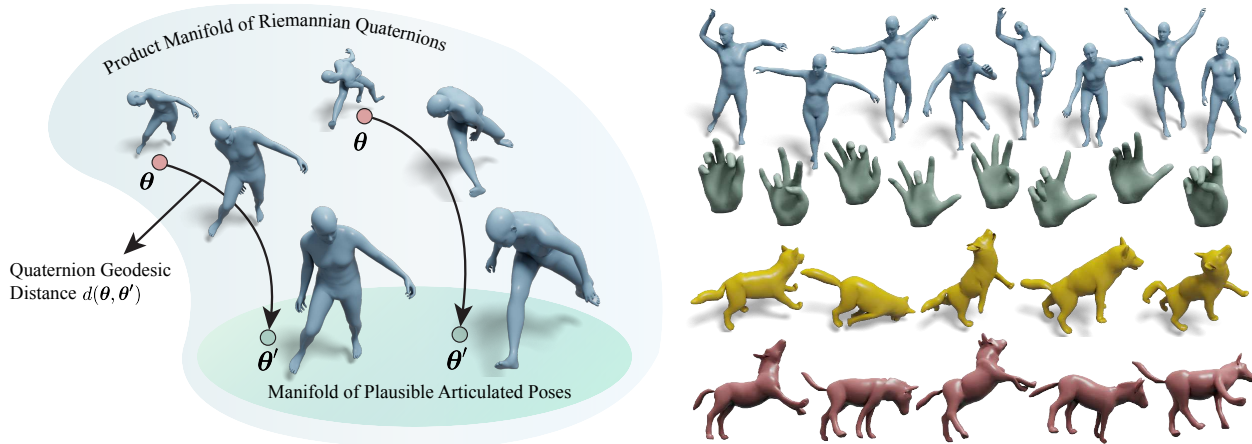 Product Manifold of Riemannian Quaternions
θ
θ
Quaternion Geodesic
Distance d(θ, θ′)
θ′
θ′
Manifold of Plausible Articulated Poses